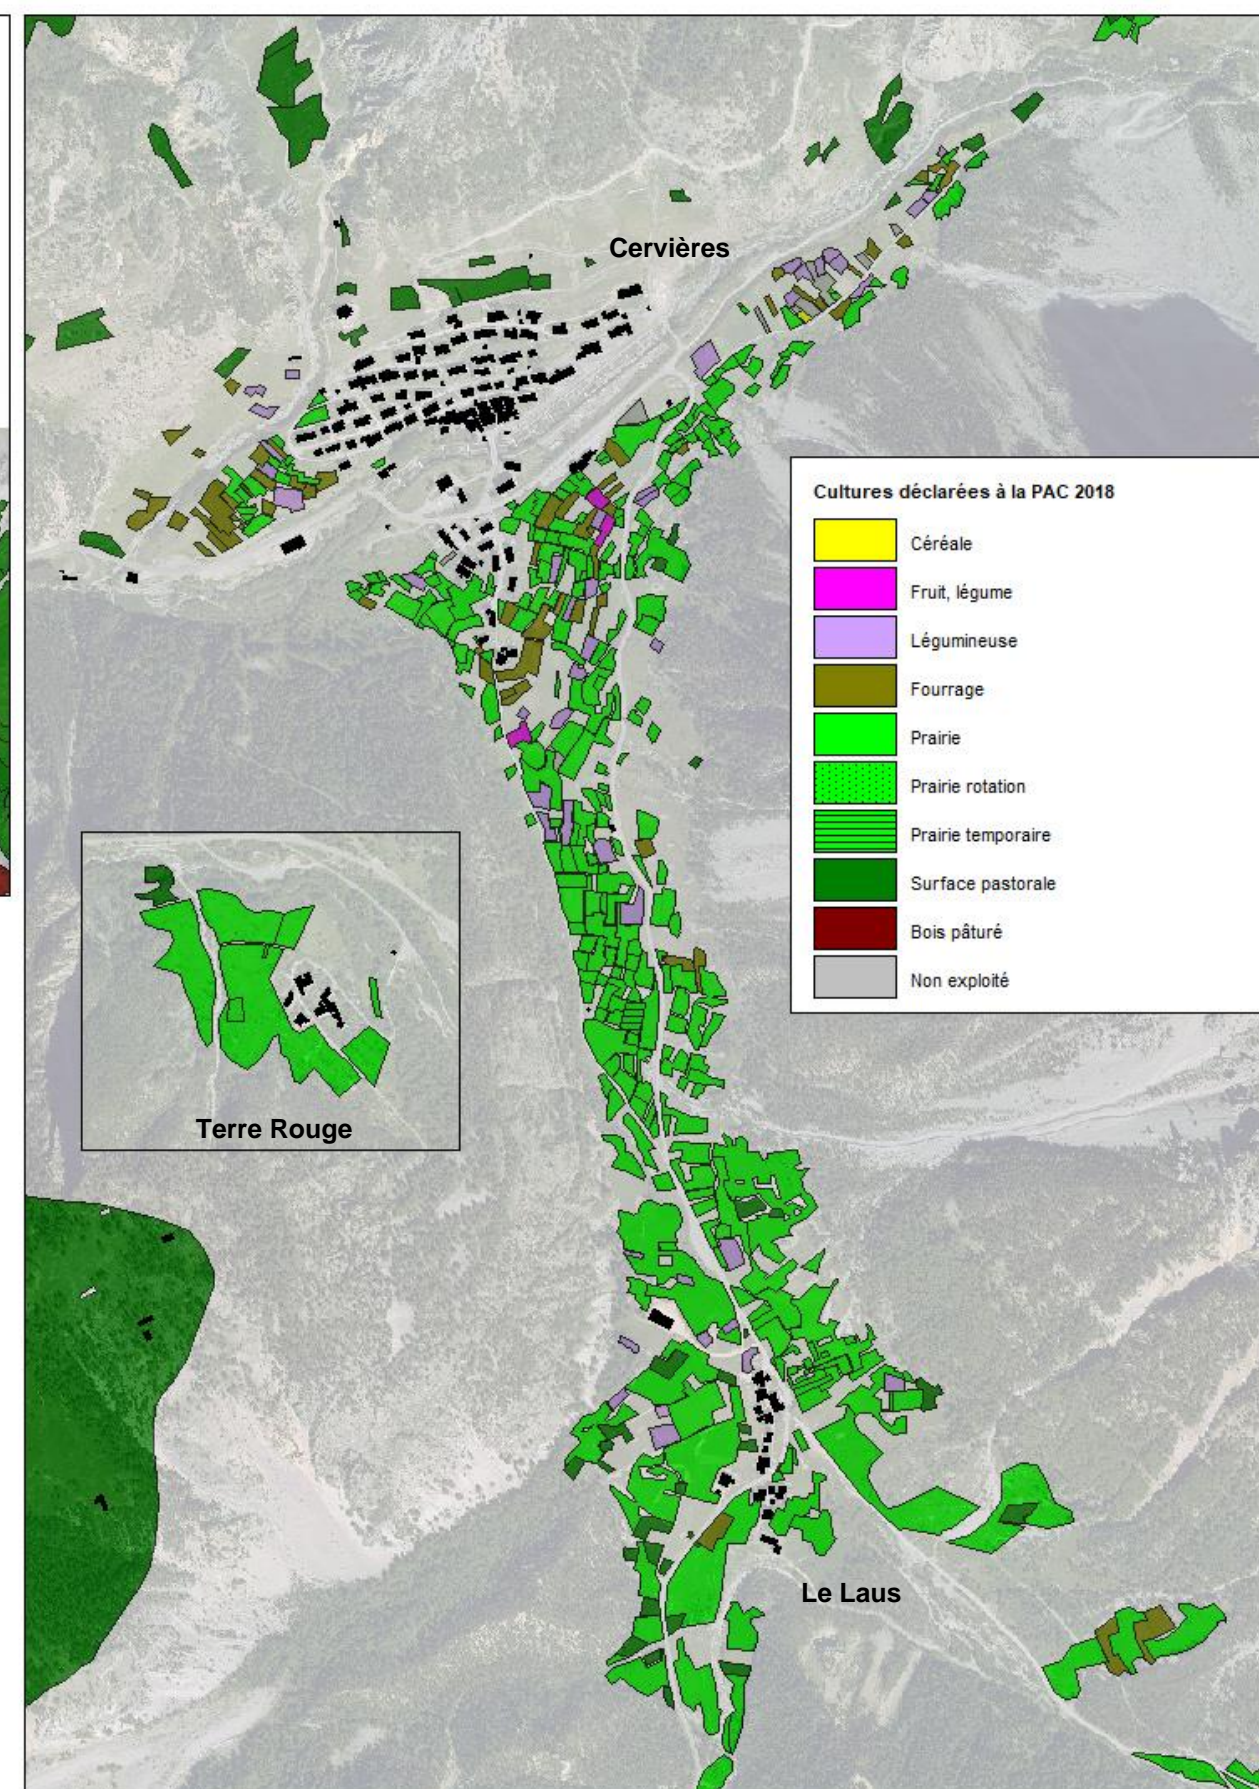 Cervières
Cultures déclarées à la PAC 2018
Céréale
Fruit, légume
Légumineuse
Fourrage
Prairie
Prairie rotation
Prairie temporaire
Surface pastorale
Bois pâturé
Non exploité
Terre Rouge
Le Laus